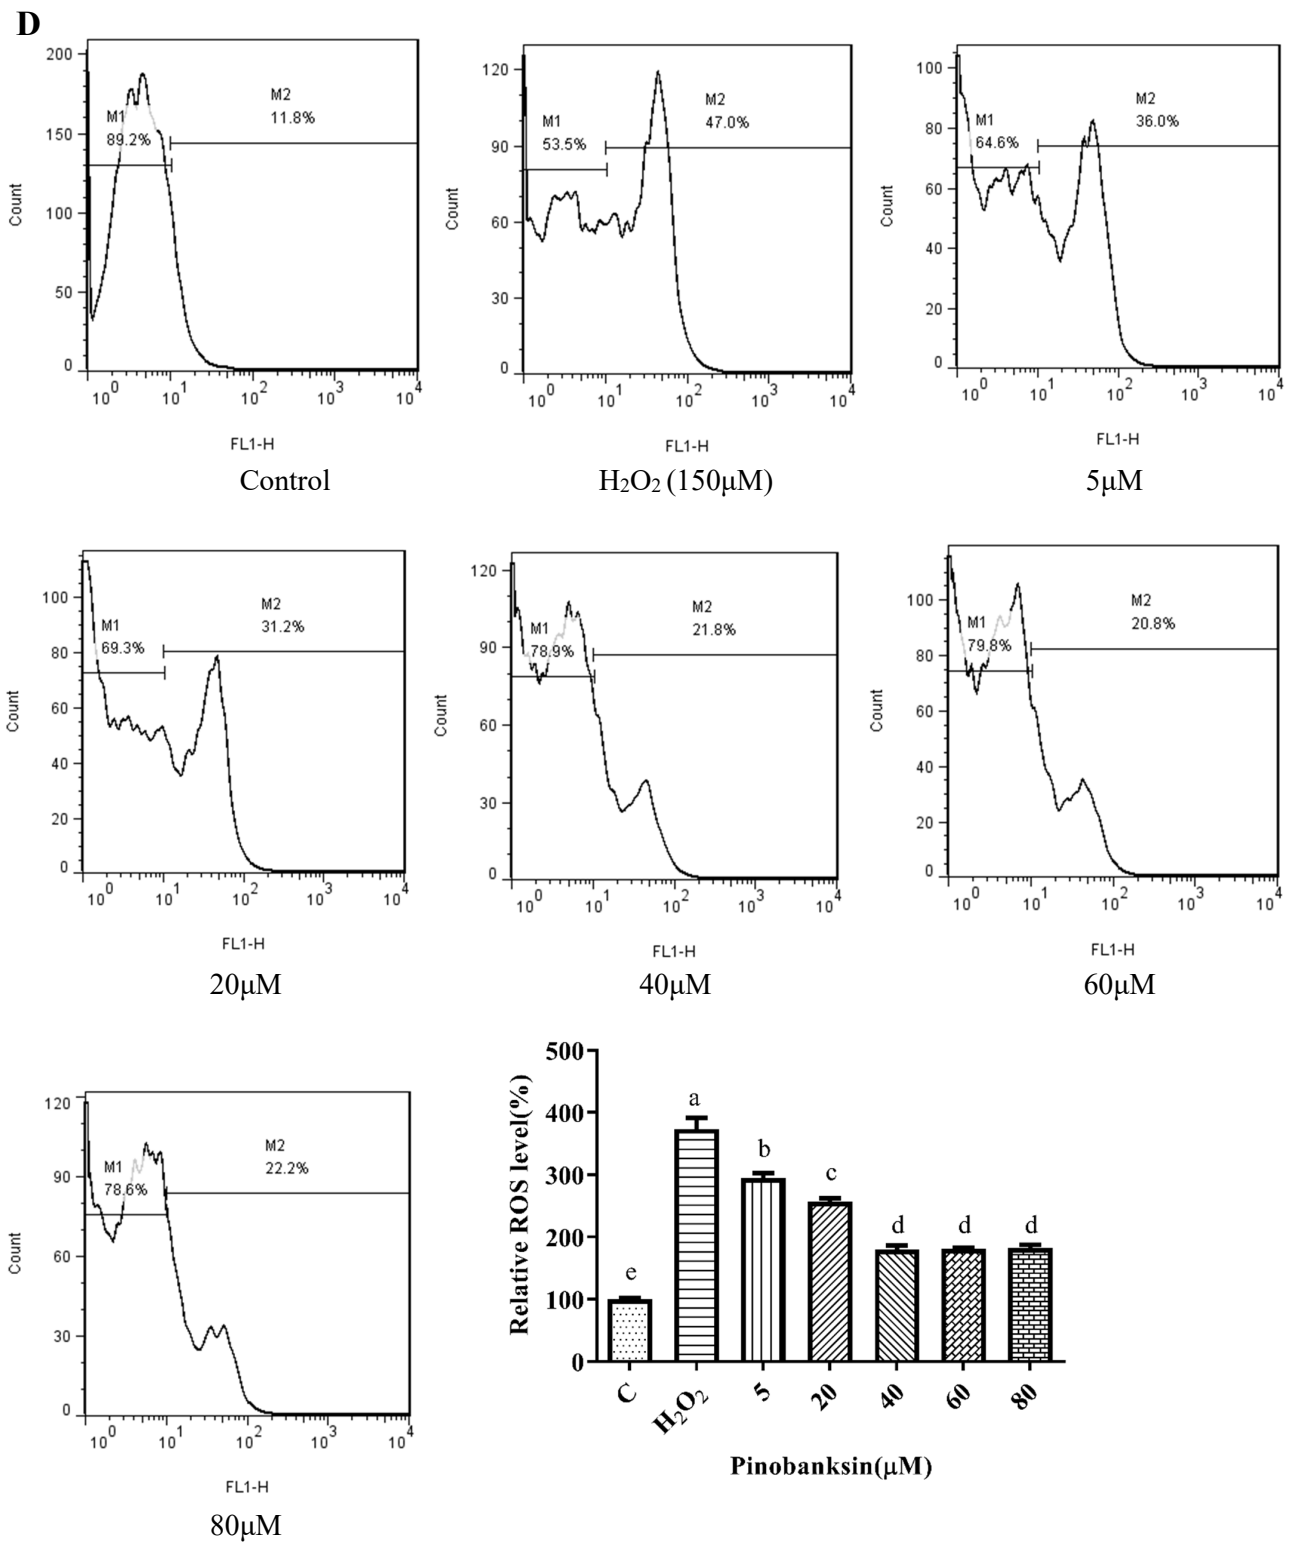 D
200
150
100
50
0
Count
M1
89.2%
M2
11.8%
10^0 10^1 10^2 10^3 10^4
FL1-H
Control
120
90
60
30
0
Count
M1
53.5%
M2
47.0%
10^0 10^1 10^2 10^3 10^4
FL1-H
H₂O₂ (150μM)
100
80
60
40
20
0
Count
M1
64.6%
M2
36.0%
10^0 10^1 10^2 10^3 10^4
FL1-H
5μM
100
80
60
40
20
0
Count
M1
69.3%
M2
31.2%
10^0 10^1 10^2 10^3 10^4
FL1-H
20μM
120
90
60
30
0
Count
M1
78.9%
M2
21.8%
10^0 10^1 10^2 10^3 10^4
FL1-H
40μM
100
80
60
40
20
0
Count
M1
79.8%
M2
20.8%
10^0 10^1 10^2 10^3 10^4
FL1-H
60μM
120
90
60
30
0
Count
M1
78.6%
M2
22.2%
10^0 10^1 10^2 10^3 10^4
FL1-H
80μM
500
400
300
200
100
0
Relative ROS level(%)
e a b c d d d
C H₂O₂ 5 20 40 60 80
Pinobanksin(μM)